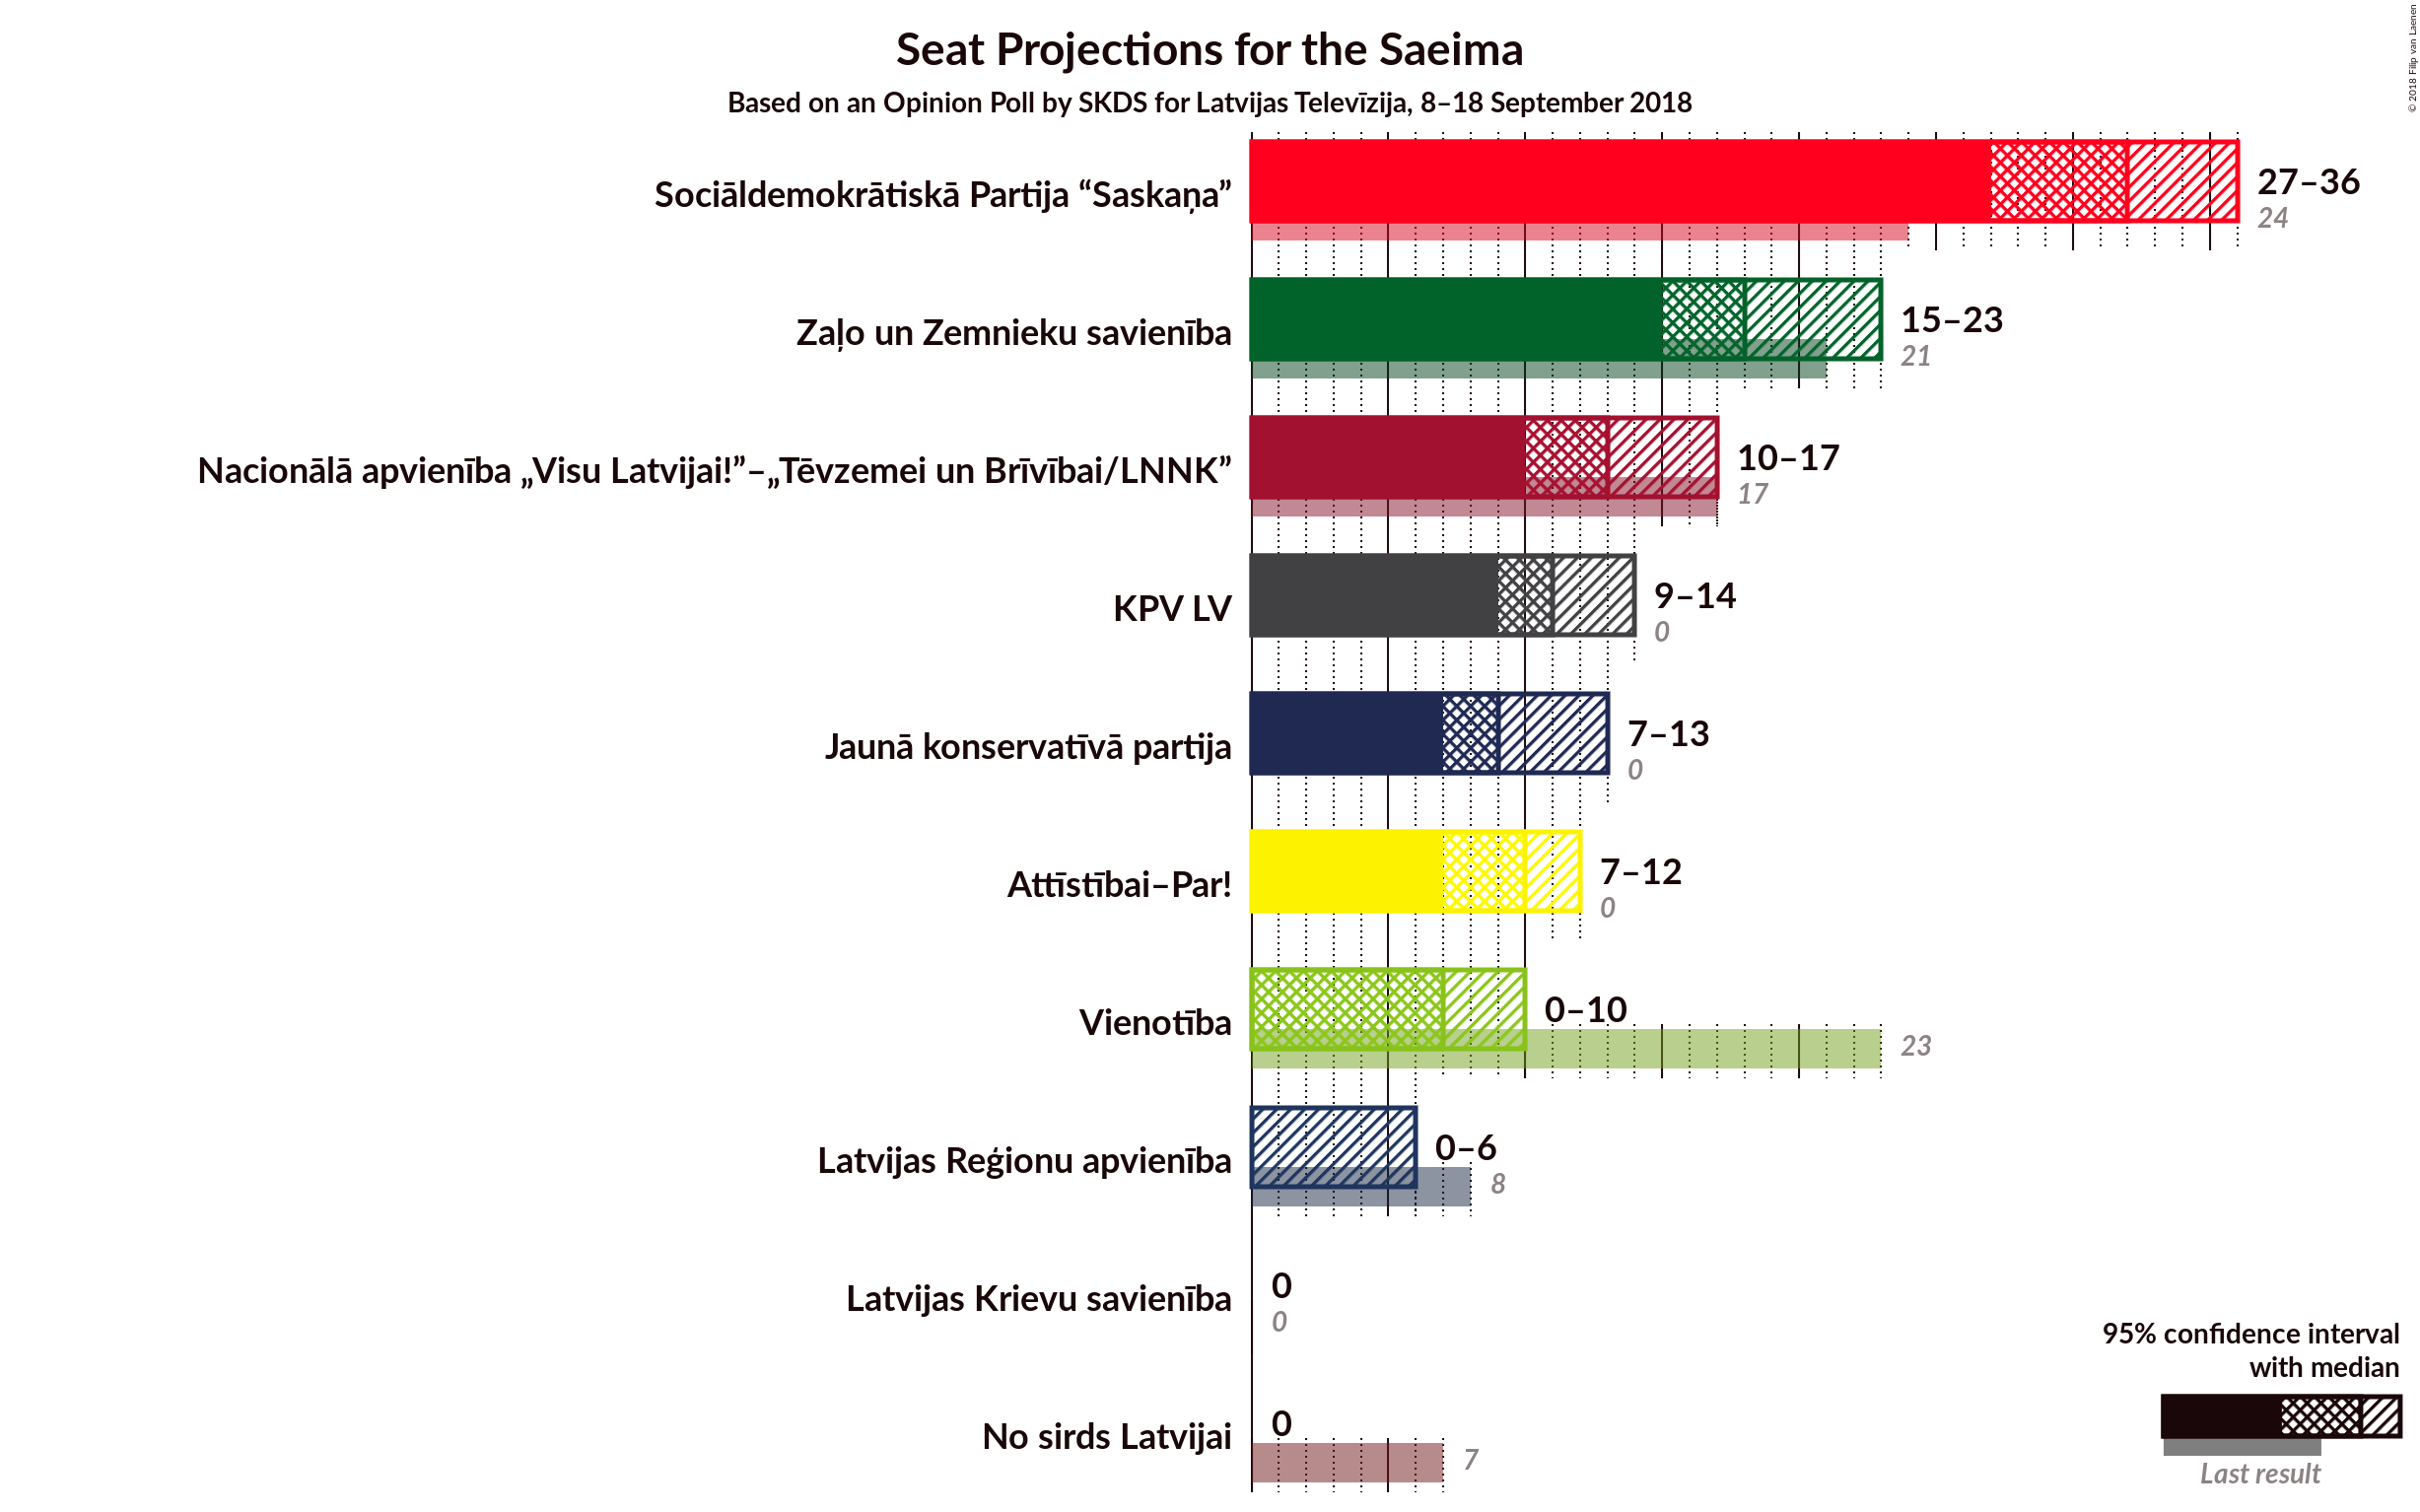 Seat Projections for the Saeima
Based on an Opinion Poll by SKDS for Latvijas Televīzija, 8–18 September 2018
© 2018 Filip van Laenen
Sociāldemokrātiskā Partija “Saskaņa”
27–36
24
Zaļo un Zemnieku savienība
15–23
21
Nacionālā apvienība „Visu Latvijai!”–„Tēvzemei un Brīvībai/LNNK”
10–17
17
KPV LV
9–14
0
Jaunā konservatīvā partija
7–13
0
Attīstībai–Par!
7–12
0
Vienotība
0–10
23
Latvijas Reģionu apvienība
0–6
8
Latvijas Krievu savienība
0
0
No sirds Latvijai
0
7
95% confidence interval
with median
Last result